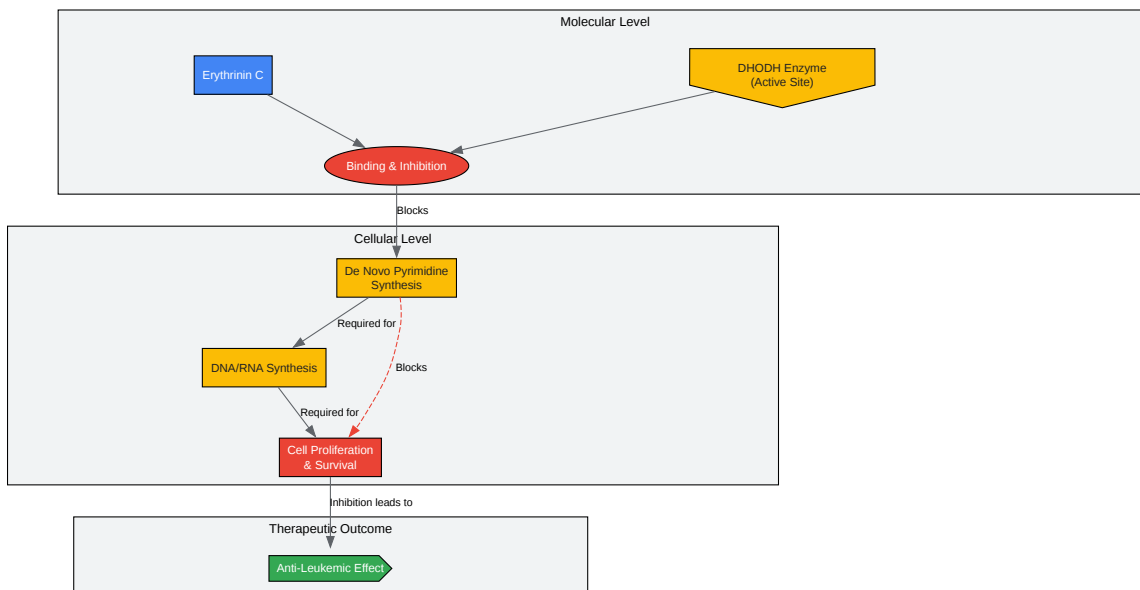 Molecular Level
Erythrinin C
DHODH Enzyme
(Active Site)
Binding & Inhibition
Blocks
Cellular Level
De Novo Pyrimidine
Synthesis
Required for
DNA/RNA Synthesis
Blocks
Required for
Cell Proliferation
& Survival
Inhibition leads to
Therapeutic Outcome
Anti-Leukemic Effect